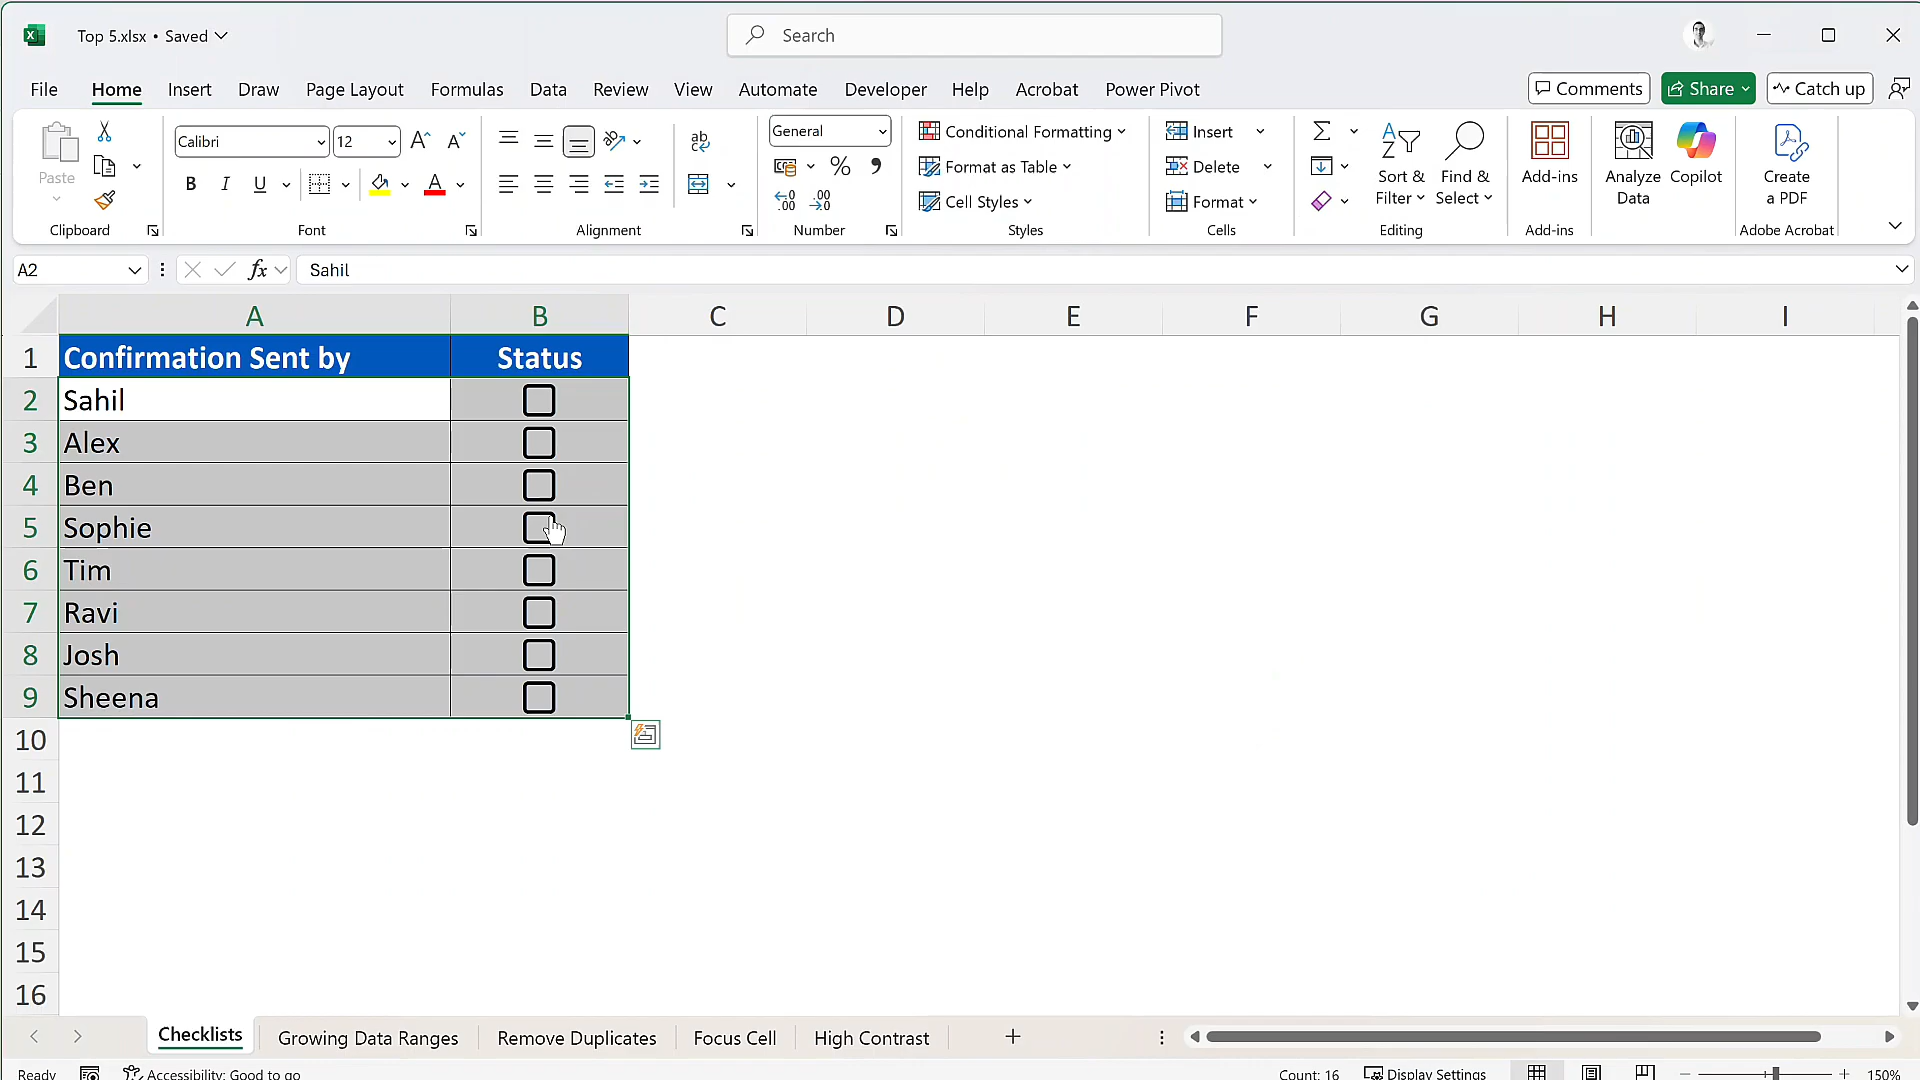 Top 5.xlsx • Saved
Search
File Home Insert Draw Page Layout Formulas Data Review View Automate Developer Help Acrobat Power Pivot
Comments Share Catch up
Paste
Clipboard
Calibri 12
B I U A
Font
ab
Alignment
General
% 9
.00 .00
Number
Conditional Formatting
Format as Table
Cell Styles
Styles
Insert
Delete
Format
Cells
Sort & Filter
Find & Select
Editing
Add-ins
Add-ins
Analyze Data
Copilot
Create a PDF
Adobe Acrobat
A2 fx Sahil
A B C D E F G H I
1 Confirmation Sent by Status
2 Sahil
3 Alex
4 Ben
5 Sophie
6 Tim
7 Ravi
8 Josh
9 Sheena
10
11
12
13
14
15
16
Checklists Growing Data Ranges Remove Duplicates Focus Cell High Contrast
Ready Accessibility: Good to go Count: 16 Display Settings 150%